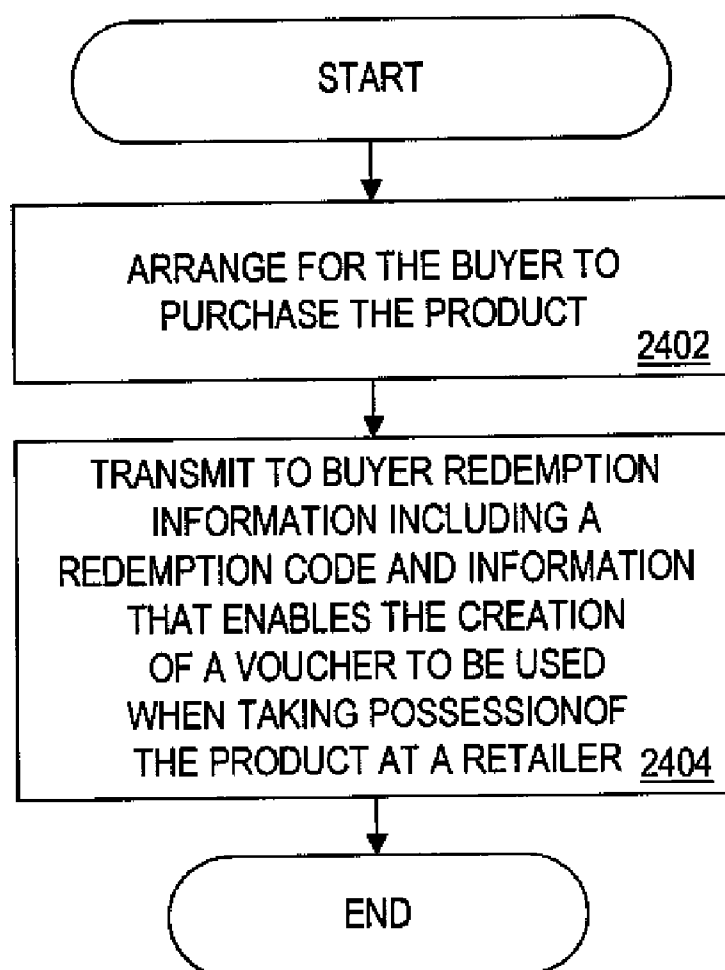 START
ARRANGE FOR THE BUYER TO
PURCHASE THE PRODUCT
2402
TRANSMIT TO BUYER REDEMPTION
INFORMATION INCLUDING A
REDEMPTION CODE AND INFORMATION
THAT ENABLES THE CREATION
OF A VOUCHER TO BE USED
WHEN TAKING POSSESSIONOF
THE PRODUCT AT A RETAILER 2404
END